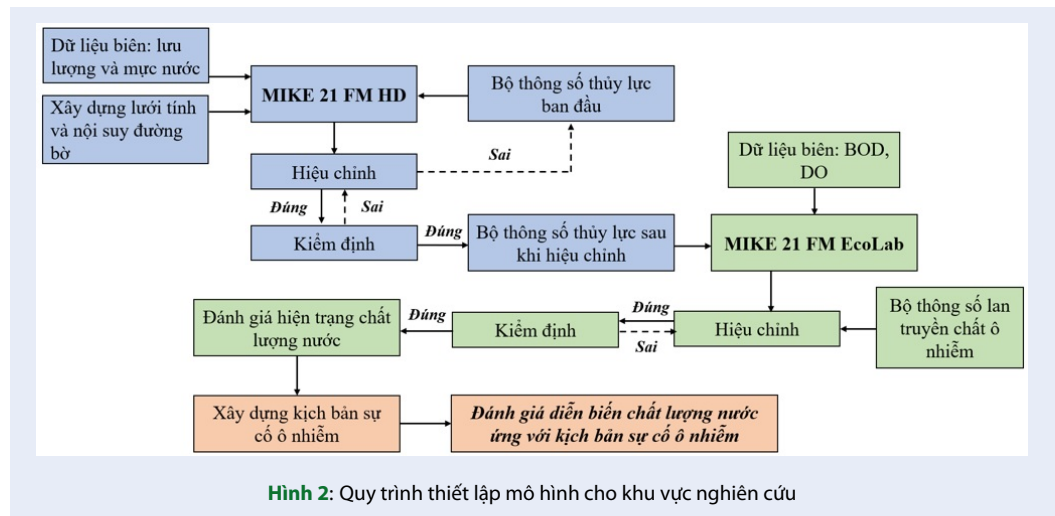 Dữ liệu biên: lưu
lượng và mực nước
Xây dựng lưới tính
và nội suy đường
bờ
MIKE 21 FM HD
Bộ thông số thủy lực
ban đầu
Hiệu chỉnh
Sai
Đúng
Sai
Kiểm định
Đúng
Bộ thông số thủy lực sau
khi hiệu chỉnh
Dữ liệu biên: BOD,
DO
MIKE 21 FM EcoLab
Bộ thông số lan
truyền chất ô
nhiễm
Hiệu chỉnh
Đúng
Sai
Kiểm định
Đúng
Đánh giá hiện trạng chất
lượng nước
Xây dựng kịch bản sự
cố ô nhiễm
Đánh giá diễn biến chất lượng nước
ứng với kịch bản sự cố ô nhiễm
Hình 2: Quy trình thiết lập mô hình cho khu vực nghiên cứu